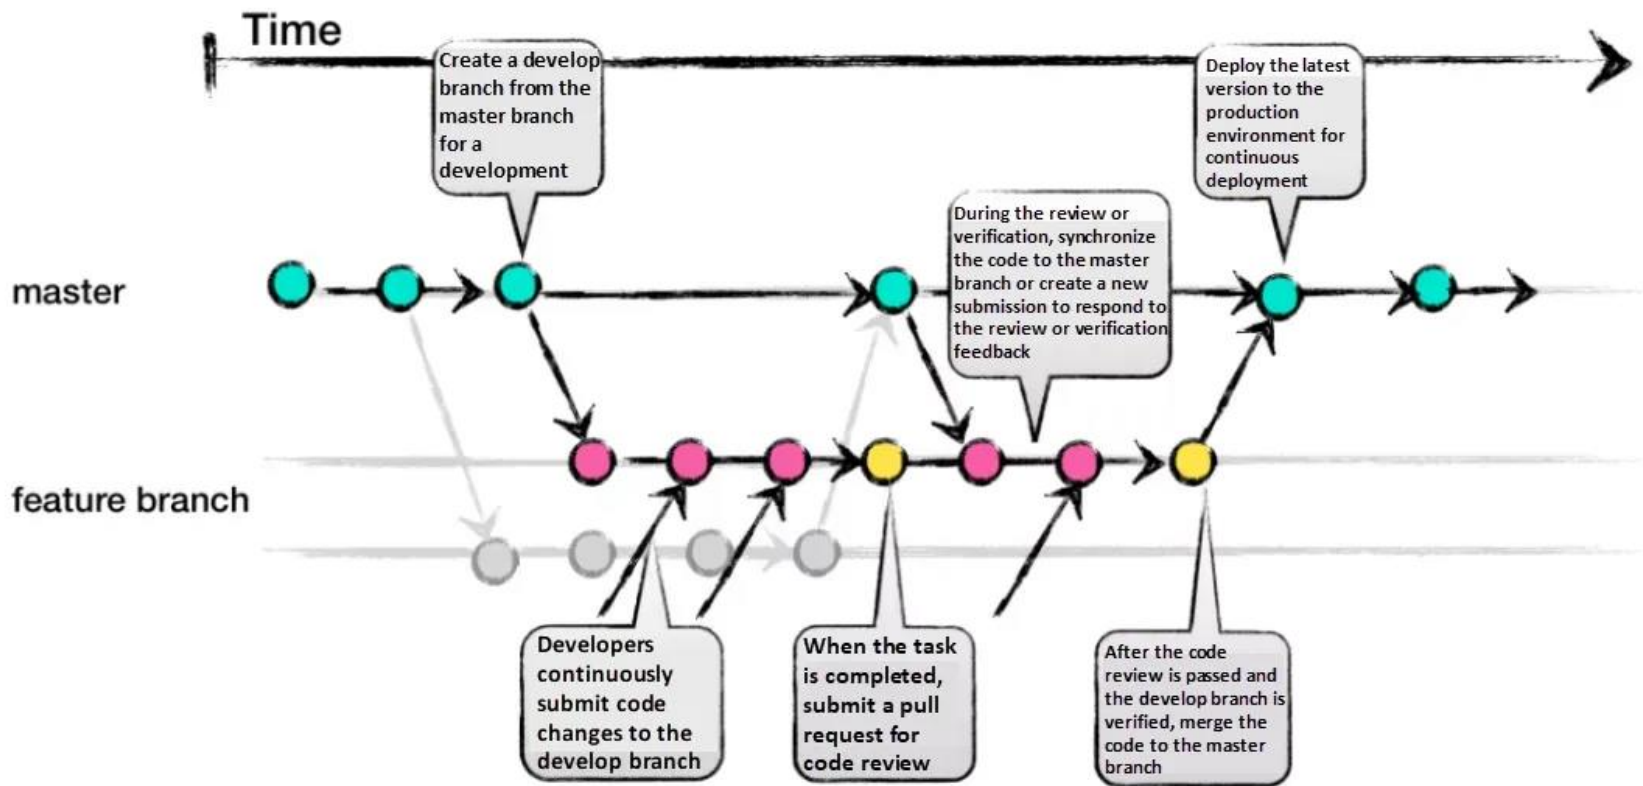 Time
Create a develop
branch from the
master branch
for a
development
Deploy the latest
version to the
production
environment for
continuous
deployment
During the review or
verification, synchronize
the code to the master
branch or create a new
submission to respond to
the review or verification
feedback
master
feature branch
Developers
continuously
submit code
changes to the
develop branch
When the task
is completed,
submit a pull
request for
code review
After the code
review is passed and
the develop branch is
verified, merge the
code to the master
branch